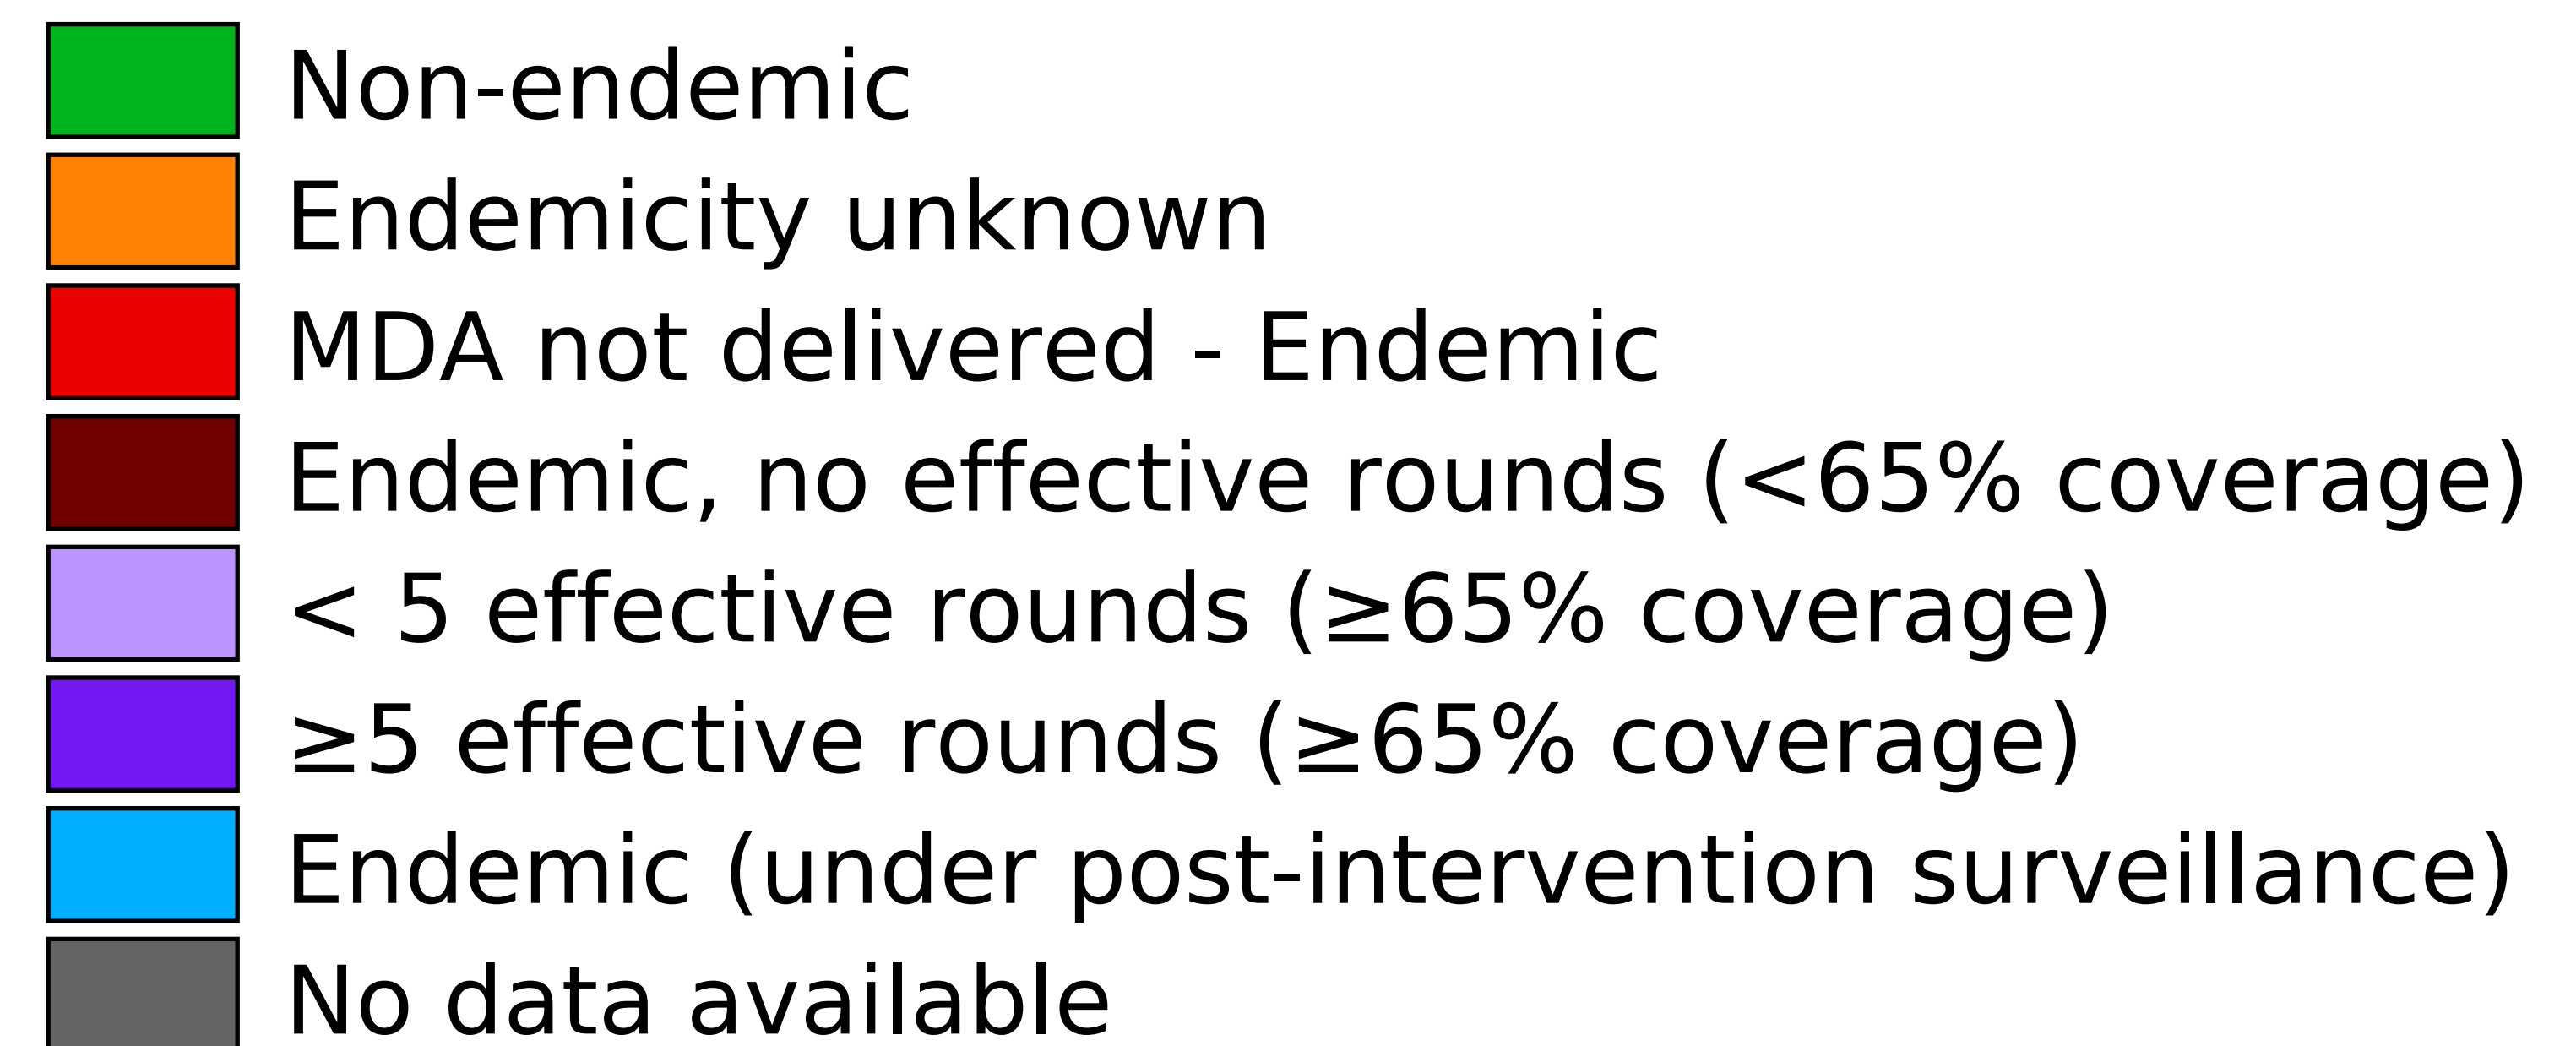 Non-endemic
Endemicity unknown
MDA not delivered - Endemic
Endemic, no effective rounds (<65% coverage)
< 5 effective rounds (≥65% coverage)
≥5 effective rounds (≥65% coverage)
Endemic (under post-intervention surveillance)
No data available